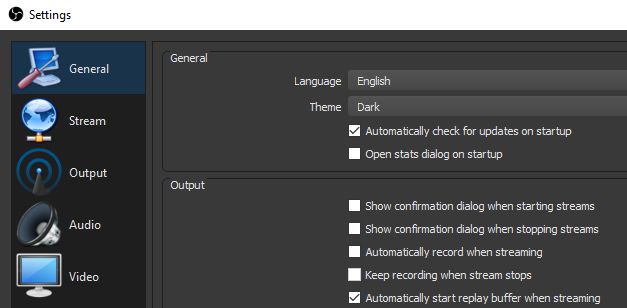 Settings
General
Stream
Output
Audio
Video
General
Language English
Theme Dark
Automatically check for updates on startup
Open stats dialog on startup
Output
Show confirmation dialog when starting streams
Show confirmation dialog when stopping streams
Automatically record when streaming
Keep recording when stream stops
Automatically start replay buffer when streaming